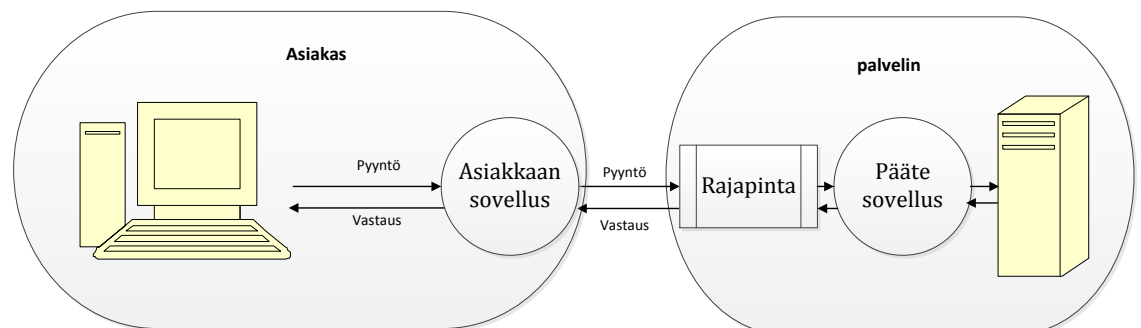 Asiakas
palvelin
Pyyntö
Vastaus
Asiakkaan
sovellus
Pyyntö
Vastaus
Rajapinta
Pääte
sovellus